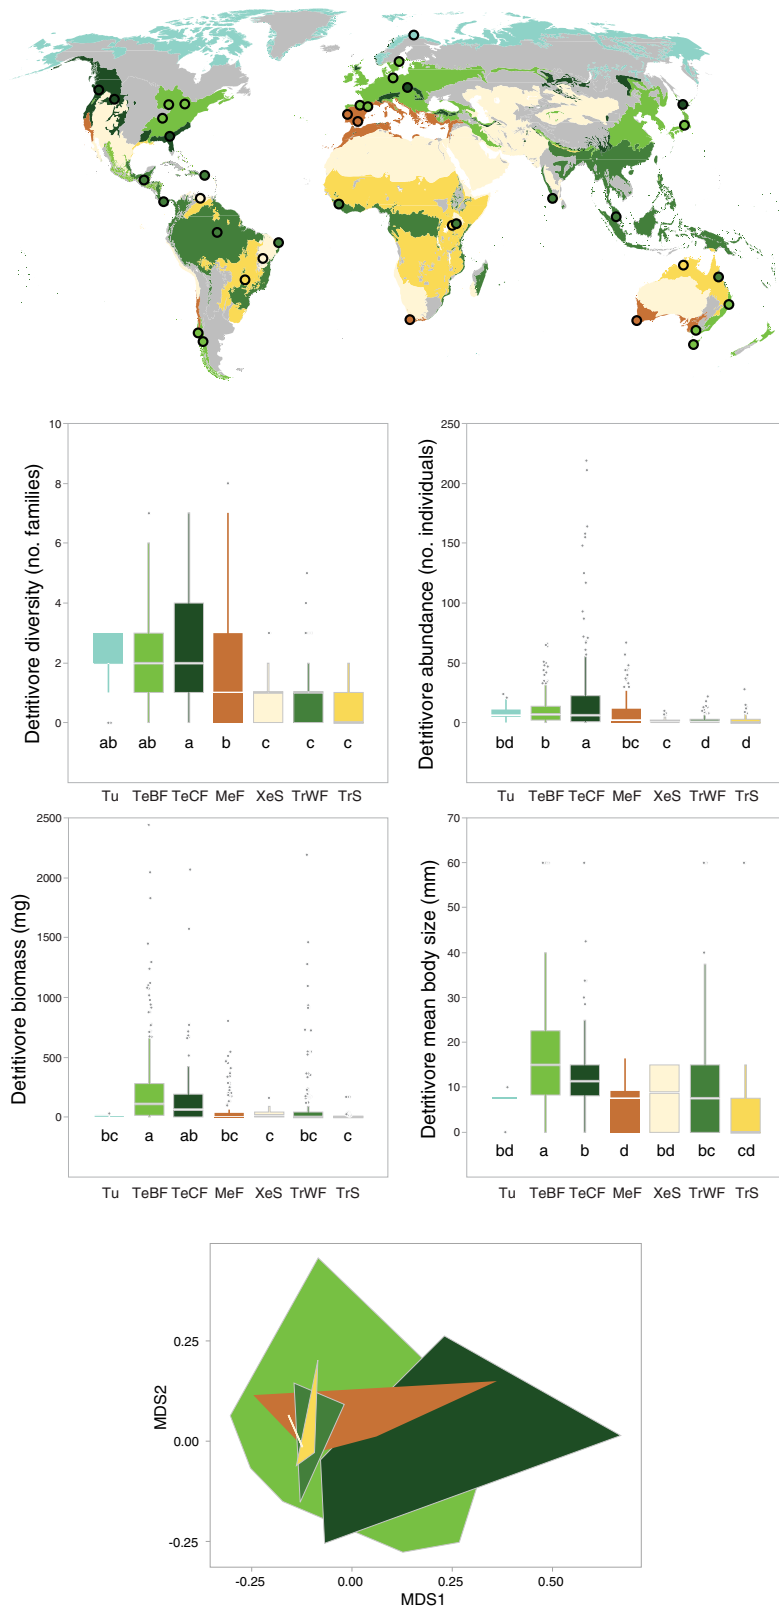 10
8
6
4
2
0
Detritivore diversity (no. families)
ab ab a b c c c
Tu TeBF TeCF MeF XeS TrWF TrS
250
200
150
100
50
0
Detritivore abundance (no. individuals)
bd b a bc c d d
Tu TeBF TeCF MeF XeS TrWF TrS
2500
2000
1500
1000
500
0
Detritivore biomass (mg)
bc a ab bc c bc c
Tu TeBF TeCF MeF XeS TrWF TrS
70
60
50
40
30
20
10
0
Detritivore mean body size (mm)
bd a b d bd bc cd
Tu TeBF TeCF MeF XeS TrWF TrS
0.25
0.00
-0.25
MDS2
-0.25 0.00 0.25 0.50
MDS1